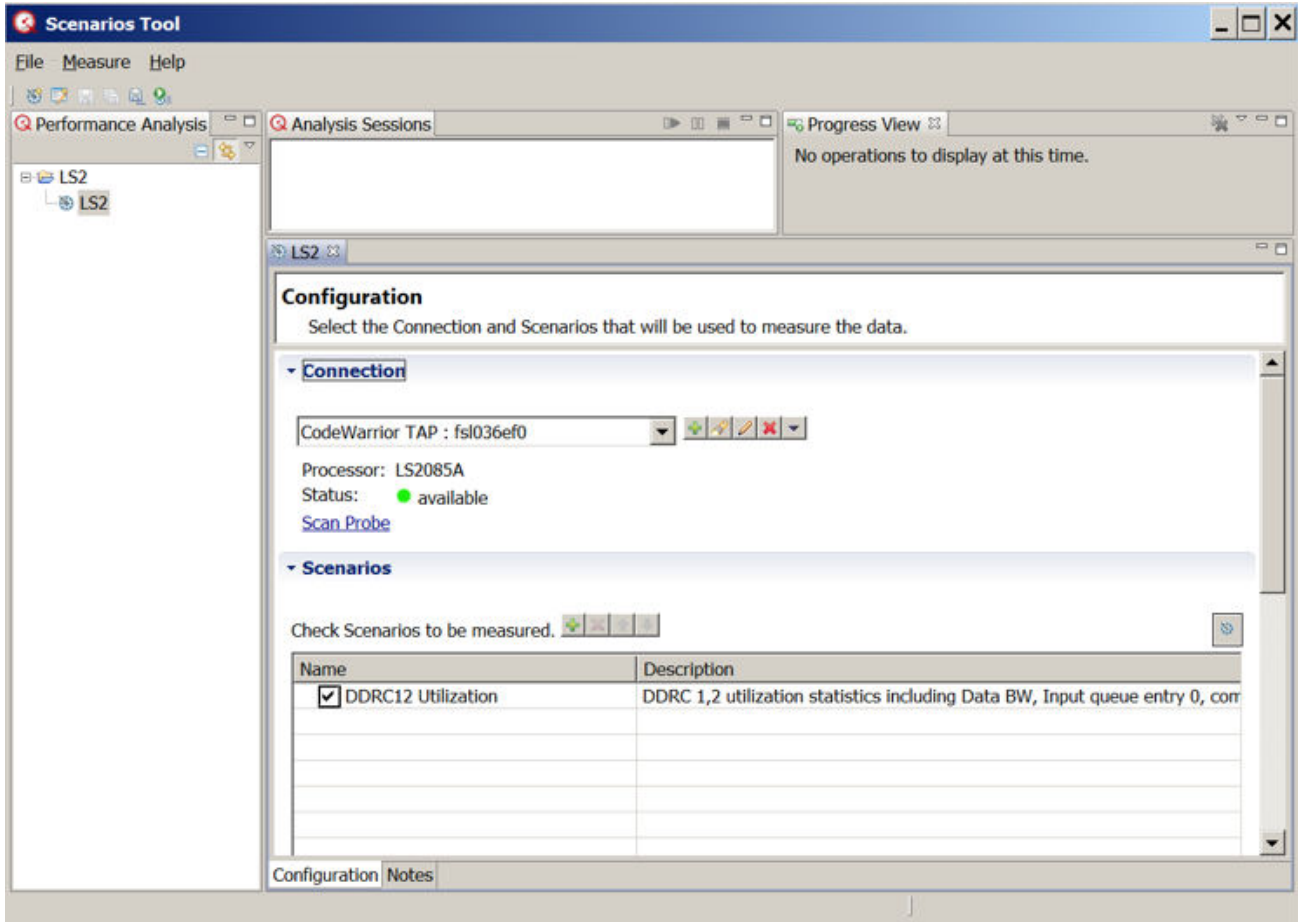 Scenarios Tool
File Measure Help
Performance Analysis
LS2
LS2
Analysis Sessions
Progress View
No operations to display at this time.
LS2
Configuration
Select the Connection and Scenarios that will be used to measure the data.
Connection
CodeWarrior TAP : fsl036ef0
Processor: LS2085A
Status: available
Scan Probe
Scenarios
Check Scenarios to be measured.
Name Description
DDRC12 Utilization DDRC 1,2 utilization statistics including Data BW, Input queue entry 0, com
Configuration Notes